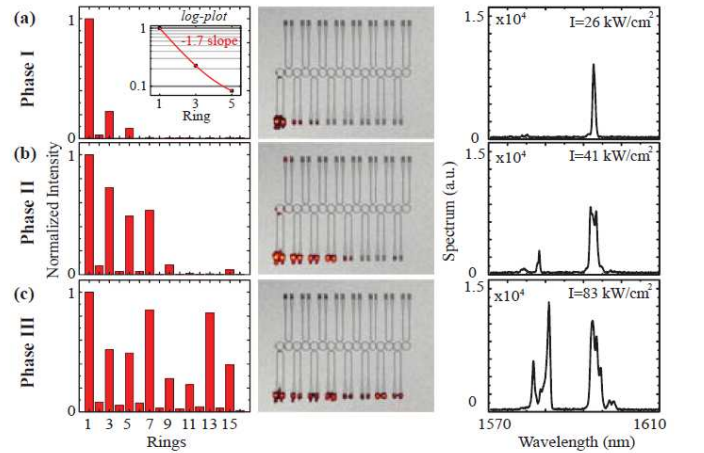 (a)
Phase I
1
0
log-plot
1
-1.7 slope
0.1
1 3 5
Ring
1.5
x10⁴
I=26 kW/cm²
0
(b)
Phase II
Normalized Intensity
1
0
Spectrum (a.u.)
1.5
x10⁴
I=41 kW/cm²
0
(c)
Phase III
1
0
1 3 5 7 9 11 13 15
Rings
1.5
x10⁴
I=83 kW/cm²
0
1570 1610
Wavelength (nm)